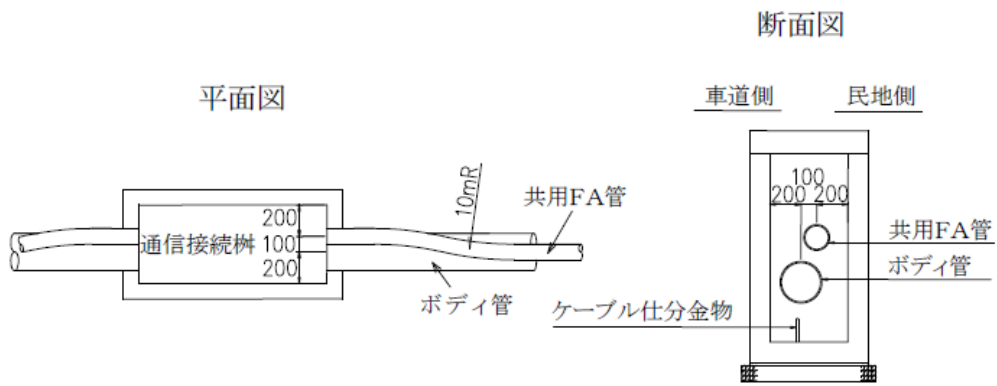 平面図
200
通信接続桝
100
200
10mR
共用FA管
ボディ管
断面図
車道側
民地側
100
200
200
共用FA管
ボディ管
ケーブル仕分金物